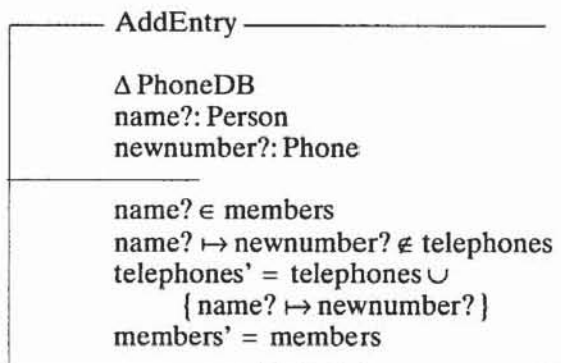 AddEntry
Δ PhoneDB
name?: Person
newnumber?: Phone
name? ∈ members
name? ↦ newnumber? ∉ telephones
telephones’ = telephones ∪
{ name? ↦ newnumber? }
members’ = members